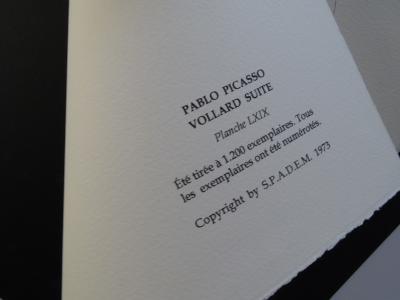 PABLO PICASSO
VOLLARD SUITE
Planche LXIX
Été tirée à 1.200 exemplaires. Tous
les exemplaires ont été numérotés.
Copyright by S.P.A.D.E.M. 1973